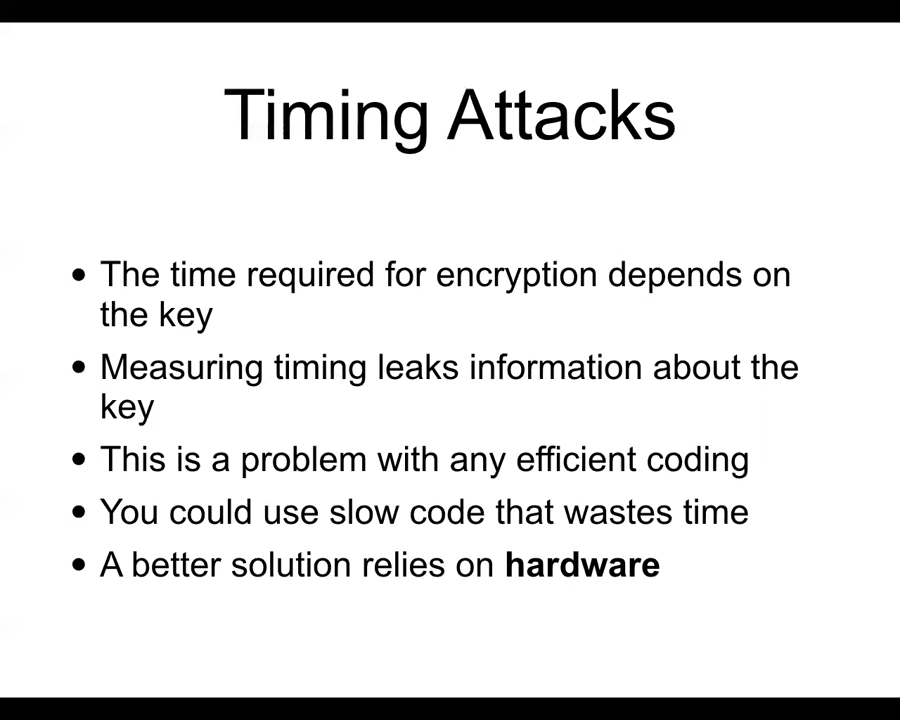 Timing Attacks
• The time required for encryption depends on
the key
• Measuring timing leaks information about the
key
• This is a problem with any efficient coding
• You could use slow code that wastes time
• A better solution relies on hardware